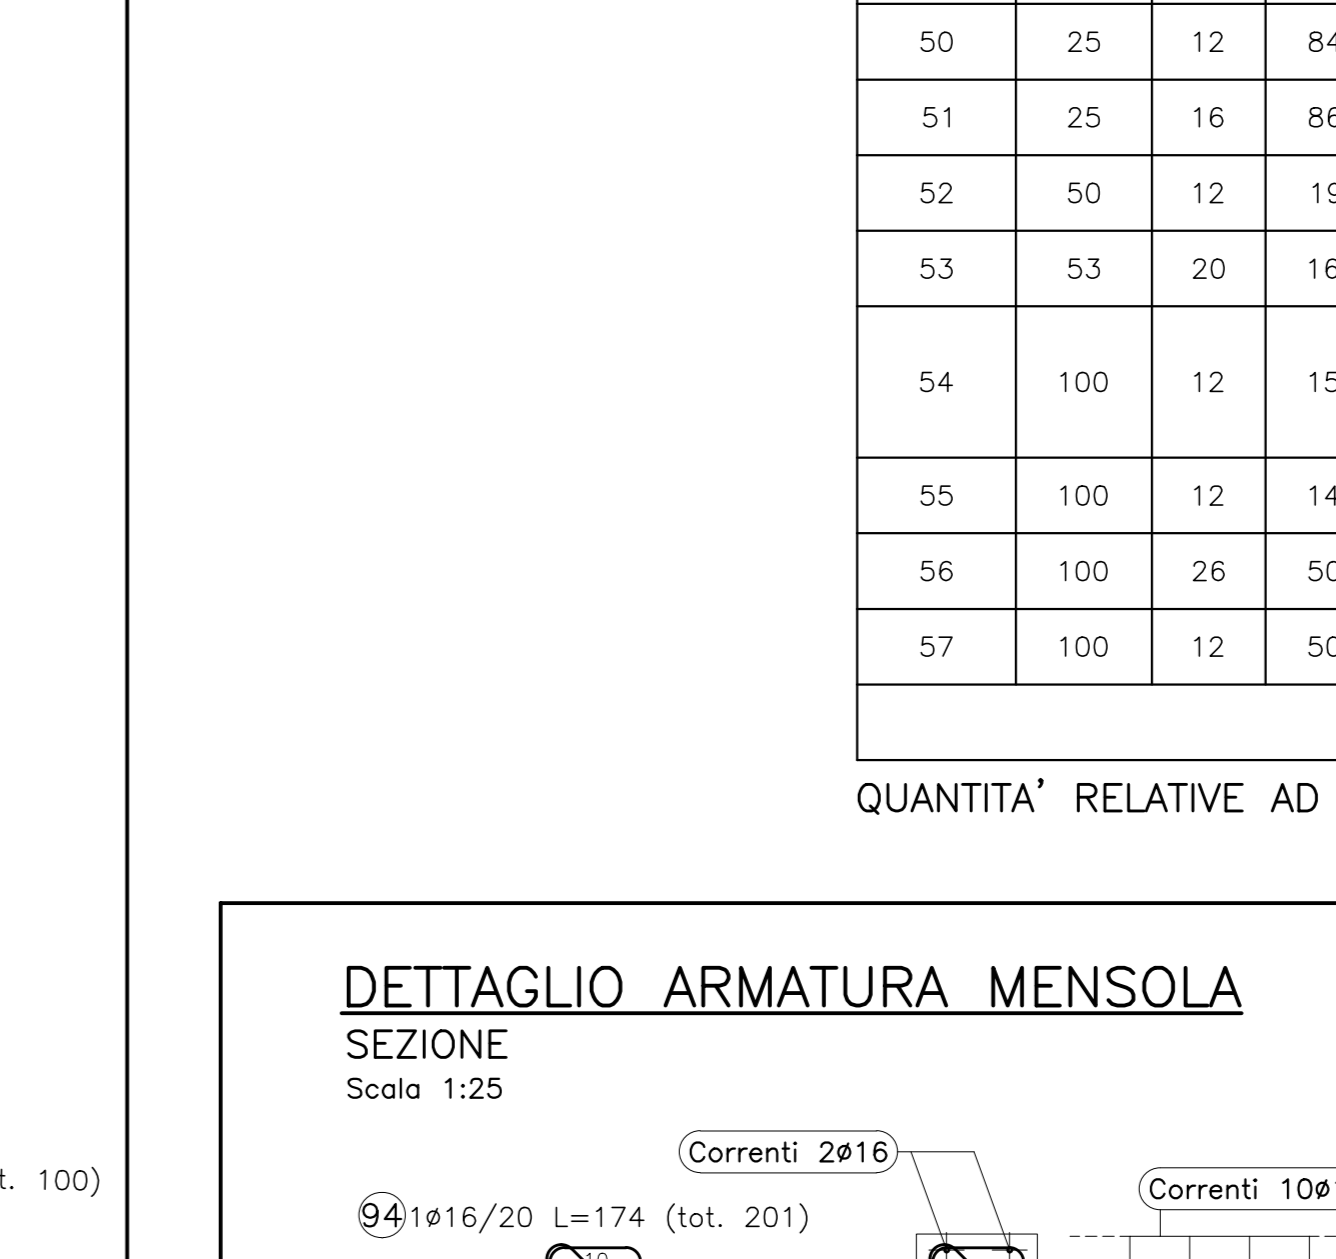 50 25 12
51 25 16
52 50 12
53 53 20
54 100 12
55 100 12
56 100 26
57 100 12
QUANTITA' RELATIVE AD
DETTAGLIO ARMATURA MENSOLA
SEZIONE
Scala 1:25
Correnti 2ø16
100)
Correnti
94 1ø16/20 L=174 (tot. 201)
10